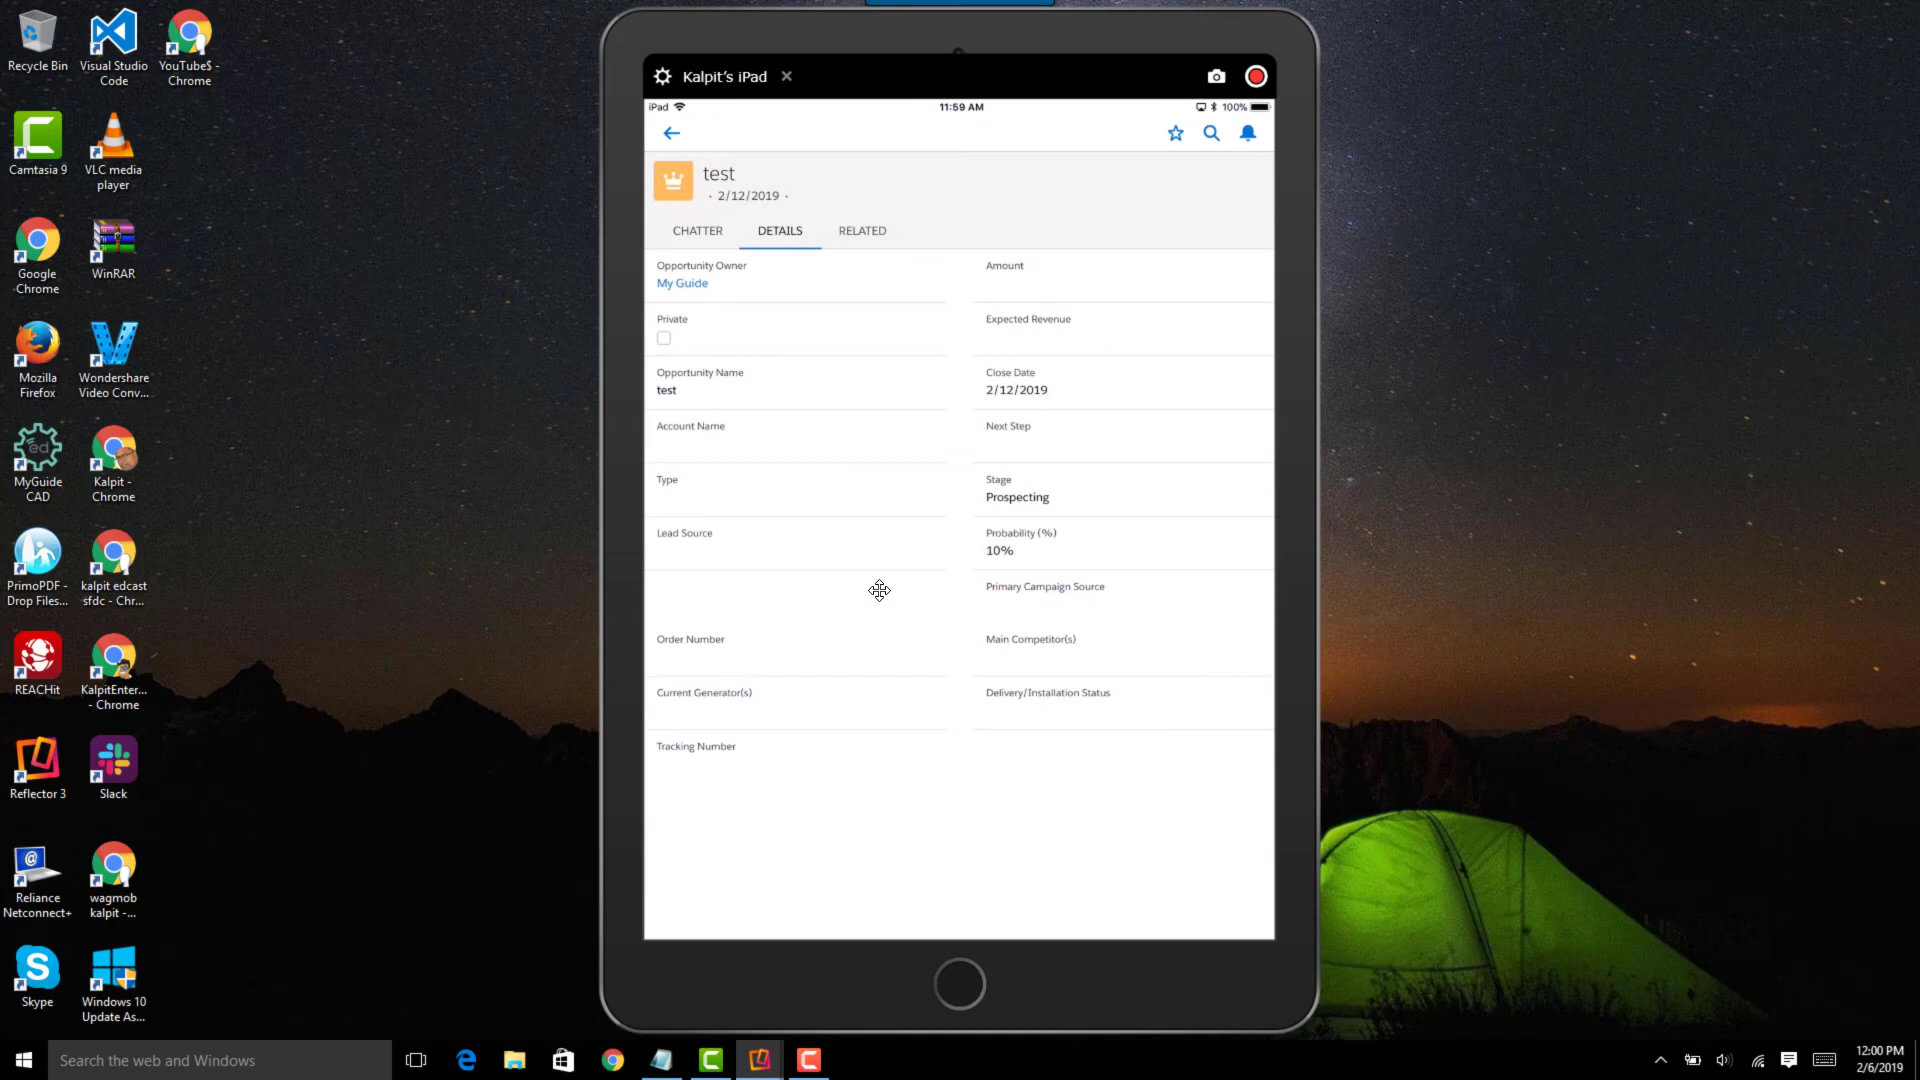 Recycle Bin
Visual Studio
Code
YouTube$ -
Chrome
Camtasia 9
VLC media
player
Google
Chrome
WinRAR
Mozilla
Firefox
Wondershare
Video Conv...
MyGuide
CAD
Kalpit -
Chrome
PrimoPDF -
Drop Files...
kalpit edcast
sfdc - Chr...
REACHit
KalpitEnter...
- Chrome
Reflector 3
Slack
Reliance
Netconnect+
wagmob
kalpit -...
Skype
Windows 10
Update As...
Kalpit's iPad
iPad
11:59 AM
100%
test
· 2/12/2019 ·
CHATTER
DETAILS
RELATED
Opportunity Owner
My Guide
Amount
Private
Expected Revenue
Opportunity Name
test
Close Date
2/12/2019
Account Name
Next Step
Type
Stage
Prospecting
Lead Source
Probability (%)
10%
Primary Campaign Source
Order Number
Main Competitor(s)
Current Generator(s)
Delivery/Installation Status
Tracking Number
Search the web and Windows
12:00 PM
2/6/2019